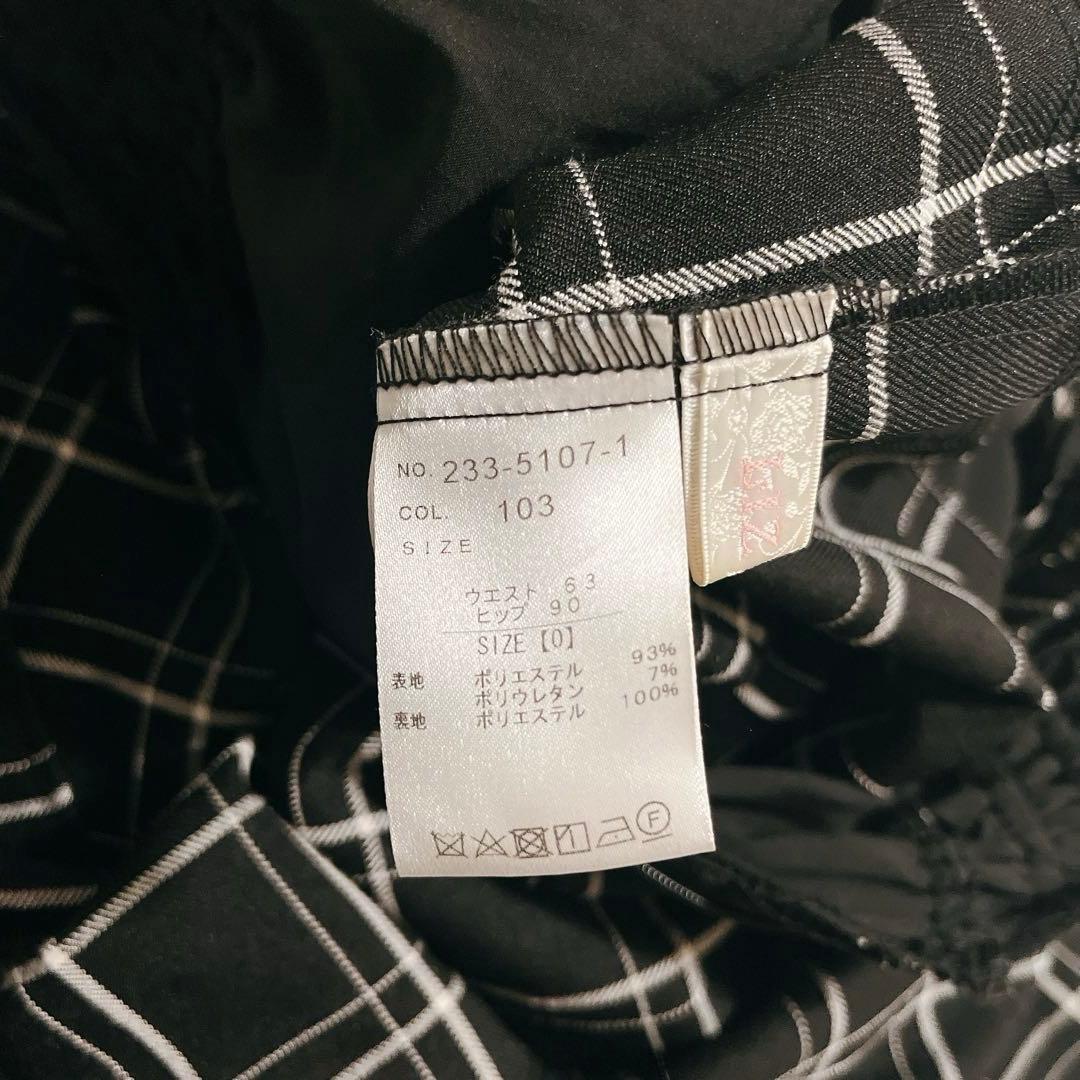 NO. 233-5107-1
COL. 103
SIZE
ウエスト 63
ヒップ 90
SIZE【0】
表地 ポリエステル 93%
ポリウレタン 7%
裏地 ポリエステル 100%
F